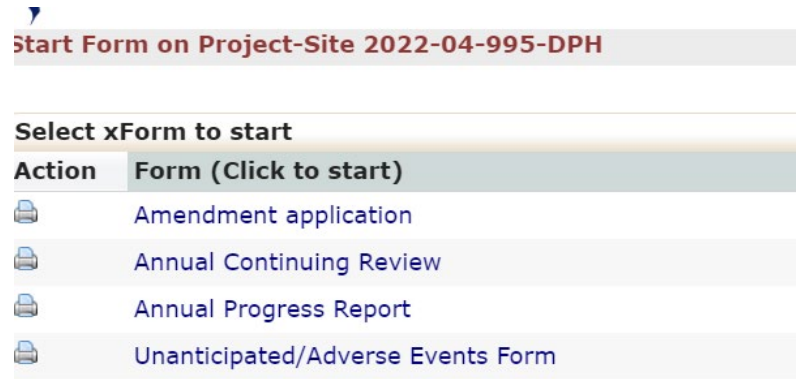 Start Form on Project-Site 2022-04-995-DPH
Select xForm to start
Action Form (Click to start)
Amendment application
Annual Continuing Review
Annual Progress Report
Unanticipated/Adverse Events Form